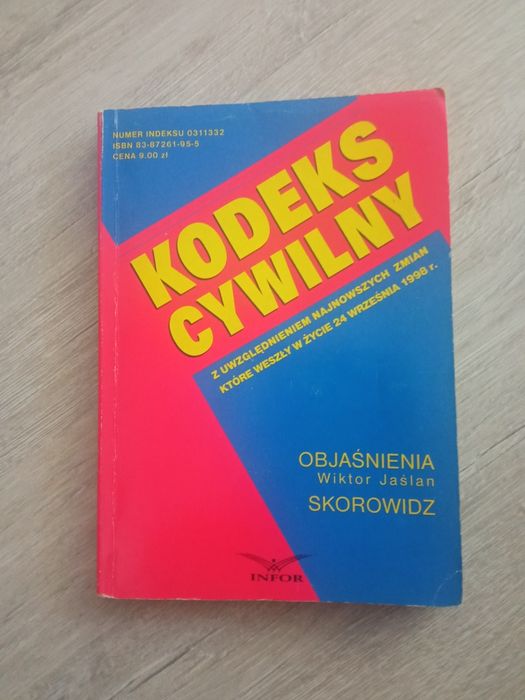 NUMER INDEKSU 0311332
ISBN 83-87261-95-5
CENA 9.00 zł
KODEKS
CYWILNY
Z UWZGLĘDNIENIEM NAJNOWSZYCH ZMIAN
KTÓRE WESZŁY W ŻYCIE 24 WRZEŚNIA 1998 r.
OBJAŚNIENIA
Wiktor Jaślan
SKOROWIDZ
INFOR